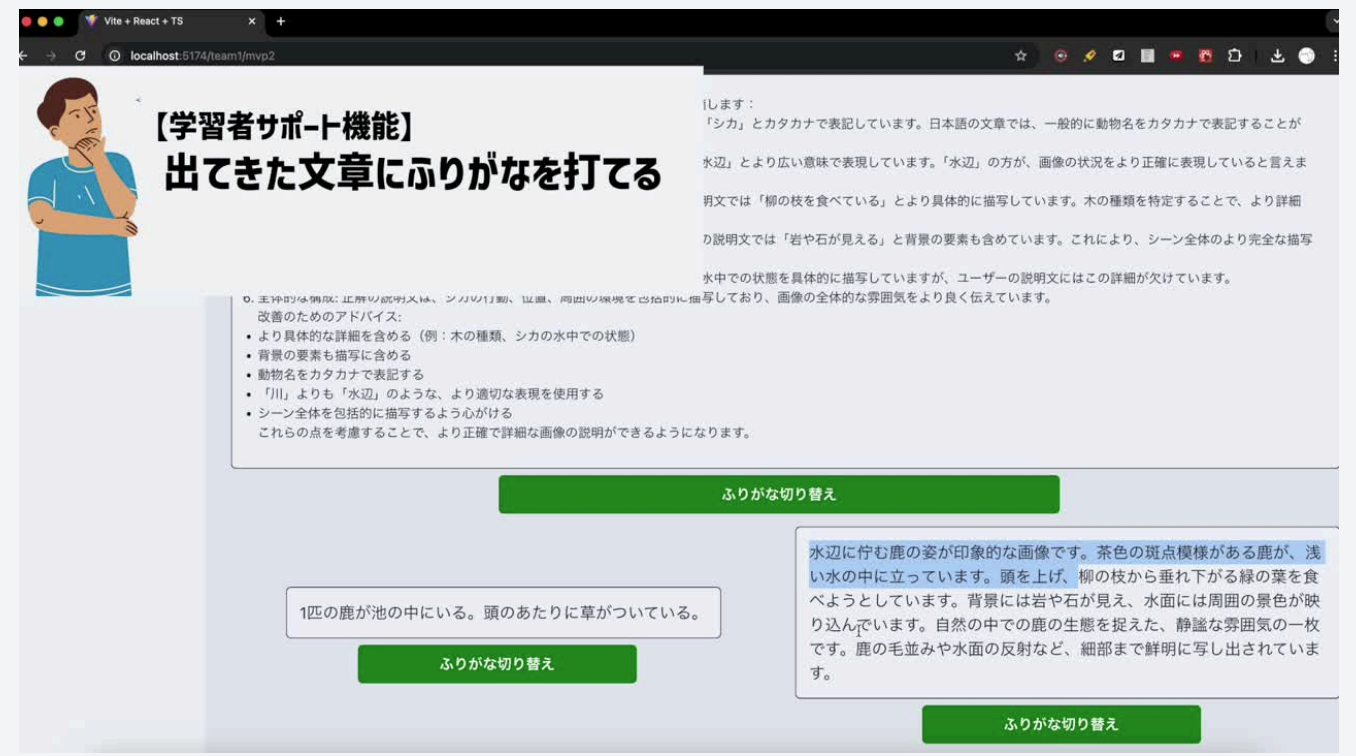 Vite + React + TS
localhost:5174/team1/mvp2
【学習者サポート機能】
出てきた文章にふりがなを打てる
します：
「シカ」とカタカナで表記しています。日本語の文章では、一般的に動物名をカタカナで表記することが
水辺」とより広い意味で表現しています。「水辺」の方が、画像の状況をより正確に表現していると言えま
明文では「柳の枝を食べている」とより具体的に描写しています。木の種類を特定することで、より詳細
の説明文では「岩や石が見える」と背景の要素も含めています。これにより、シーン全体のより完全な描写
水中での状態を具体的に描写していますが、ユーザーの説明文にはこの詳細が欠けています。
6. 全体的な構成: 正解の説明文は、シカの行動、位置、周囲の環境を包括的に描写しており、画像の全体的な雰囲気をより良く伝えています。
改善のためのアドバイス:
• より具体的な詳細を含める（例：木の種類、シカの水中での状態）
• 背景の要素も描写に含める
• 動物名をカタカナで表記する
• 「川」よりも「水辺」のような、より適切な表現を使用する
• シーン全体を包括的に描写するよう心がける
これらの点を考慮することで、より正確で詳細な画像の説明ができるようになります。
ふりがな切り替え
1匹の鹿が池の中にいる。頭のあたりに草がついている。
ふりがな切り替え
水辺に佇む鹿の姿が印象的な画像です。茶色の斑点模様がある鹿が、浅
い水の中に立っています。頭を上げ、柳の枝から垂れ下がる緑の葉を食
べようとしています。背景には岩や石が見え、水面には周囲の景色が映
り込んでいます。自然の中での鹿の生態を捉えた、静謐な雰囲気の一枚
です。鹿の毛並みや水面の反射など、細部まで鮮明に写し出されていま
す。
ふりがな切り替え